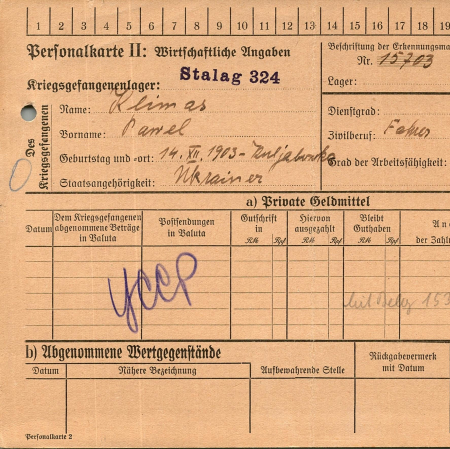 1 2 3 4 5 6 7 8 9 10 11 12 13 14 15 16 17 18 19
Personalkarte II: Wirtschaftliche Angaben
Beschriftung der Erkennungsma
Nr. 15703
Kriegsgefangenenlager: Stalag 324
Lager:
Des Kriegsgefangenen
Name: Klimas
Dienstgrad:
Vorname: Pawel
Zivilberuf:
Geburtstag und -ort: 14. XII. 1903 -
Grad der Arbeitsfähigkeit:
Staatsangehörigkeit: Ukrainer
a) Private Geldmittel
Datum
Dem Kriegsgefangenen abgenommene Beträge in Valuta
Postsendungen in Valuta
Gutschrift in
RM Rpf
Hiervon ausgezahlt
RM Rpf
Bleibt Guthaben
RM Rpf
der Zahlu
УССР
153
b) Abgenommene Wertgegenstände
Datum
Nähere Bezeichnung
Aufbewahrende Stelle
Rückgabevermerk mit Datum
Personalkarte 2